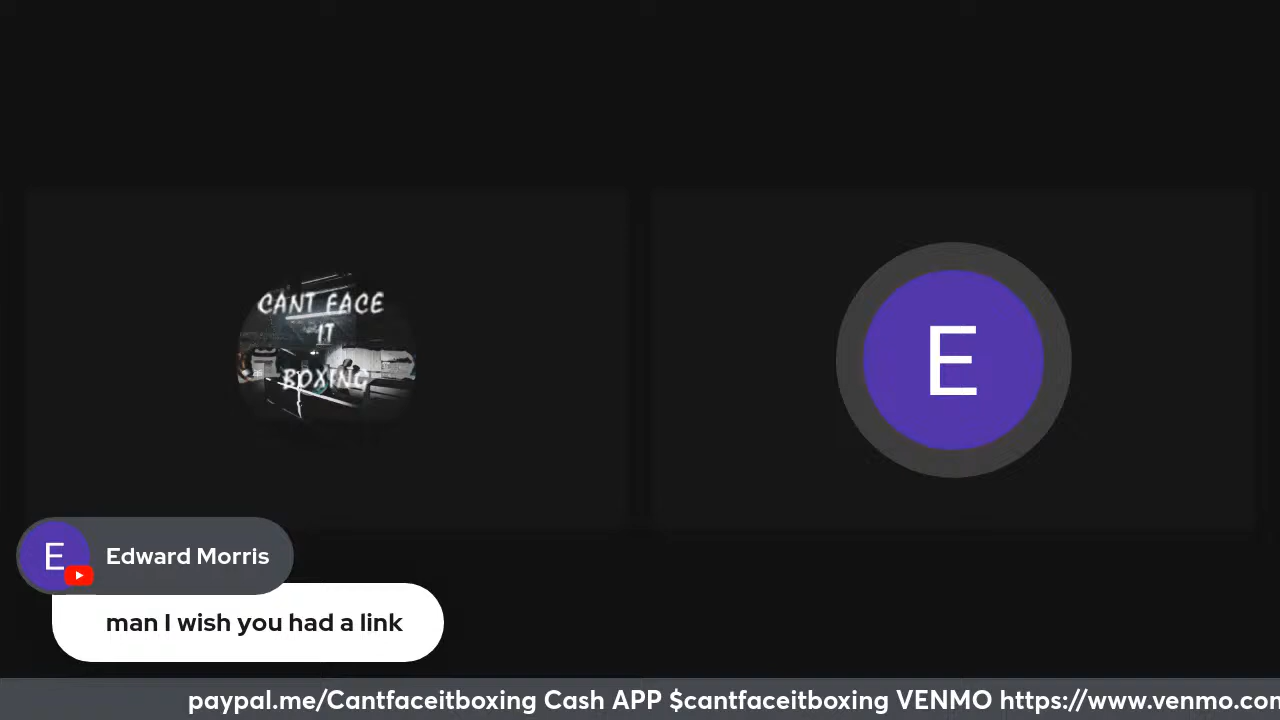 CANT FACE
IT
BOXING
E
E
Edward Morris
man I wish you had a link
paypal.me/Cantfaceitboxing Cash APP $cantfaceitboxing VENMO https://www.venmo.com